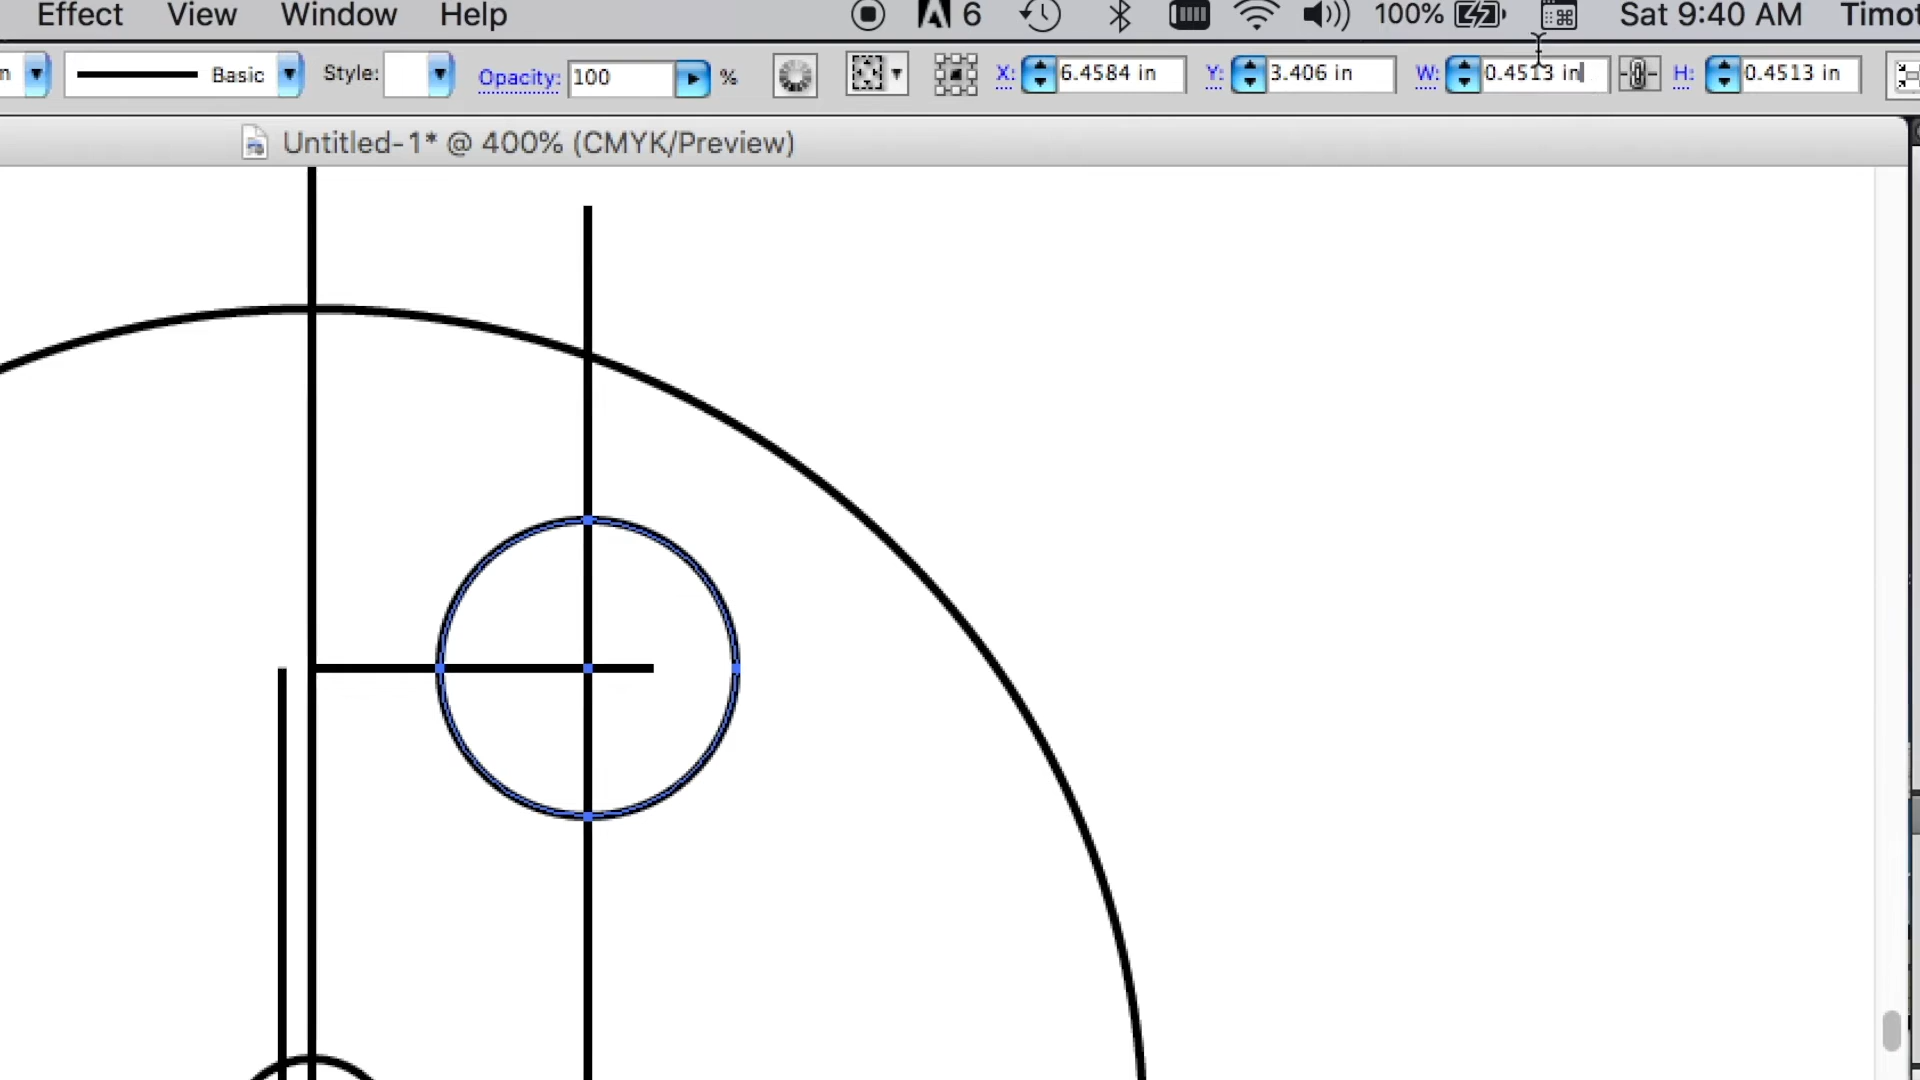 Effect View Window Help 6 100% Sat 9:40 AM Timot
n Basic Style: Opacity: 100 % X: 6.4584 in Y: 3.406 in W: 0.4513 in H: 0.4513 in
Untitled-1* @ 400% (CMYK/Preview)